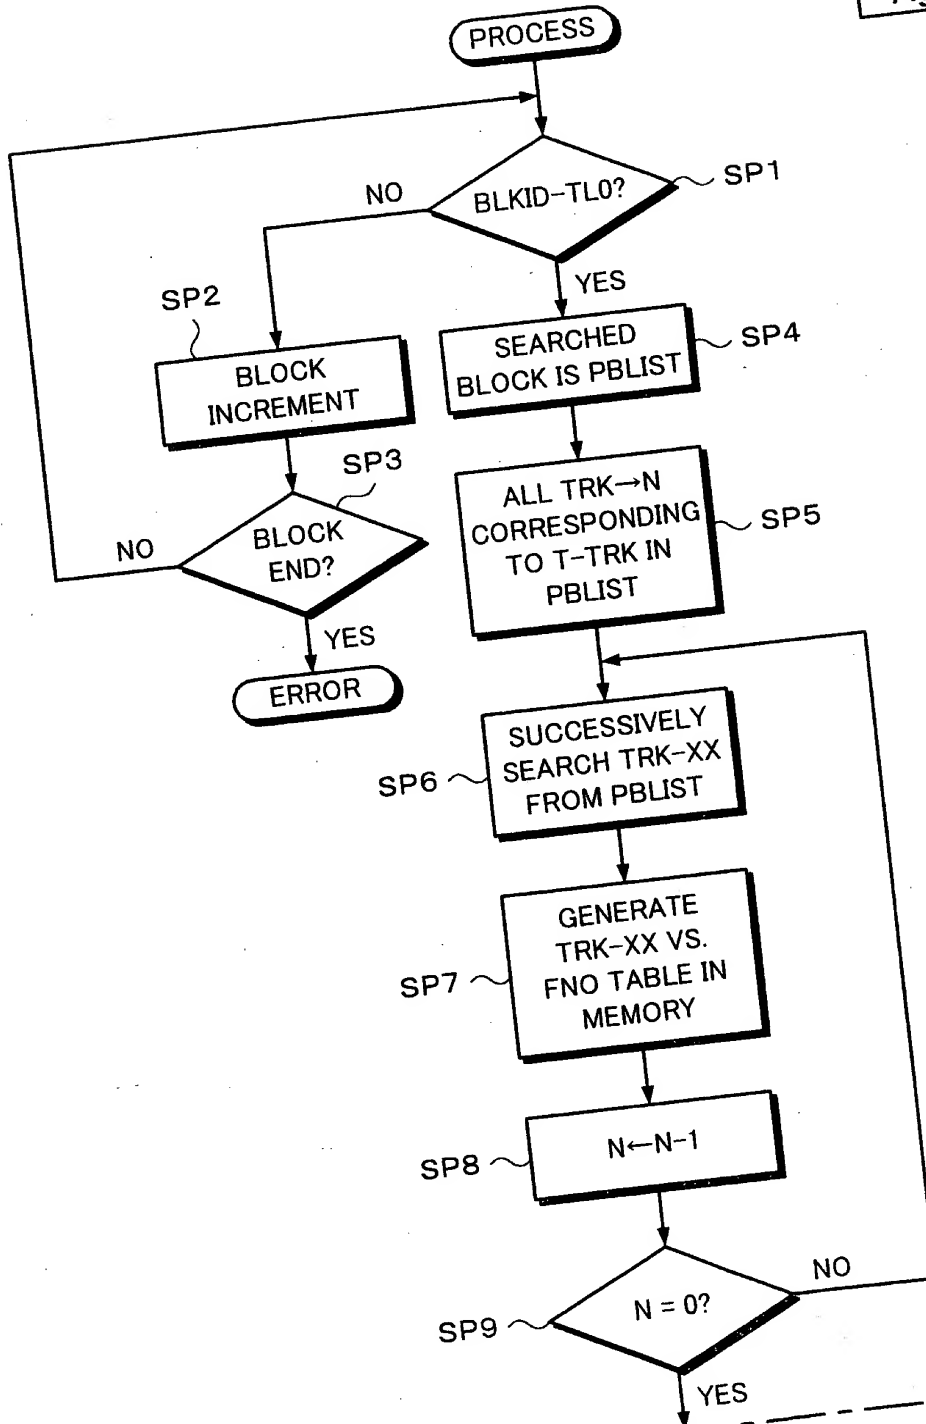 PROCESS
BLKID-TL0?
SP1
NO
YES
SP2
BLOCK
INCREMENT
SEARCHED
BLOCK IS PBLIST
SP4
SP3
BLOCK
END?
NO
YES
ERROR
ALL TRK→N
CORRESPONDING
TO T-TRK IN
PBLIST
SP5
SUCCESSIVELY
SEARCH TRK-XX
FROM PBLIST
SP6
GENERATE
TRK-XX VS.
FNO TABLE IN
MEMORY
SP7
N←N-1
SP8
N = 0?
SP9
NO
YES